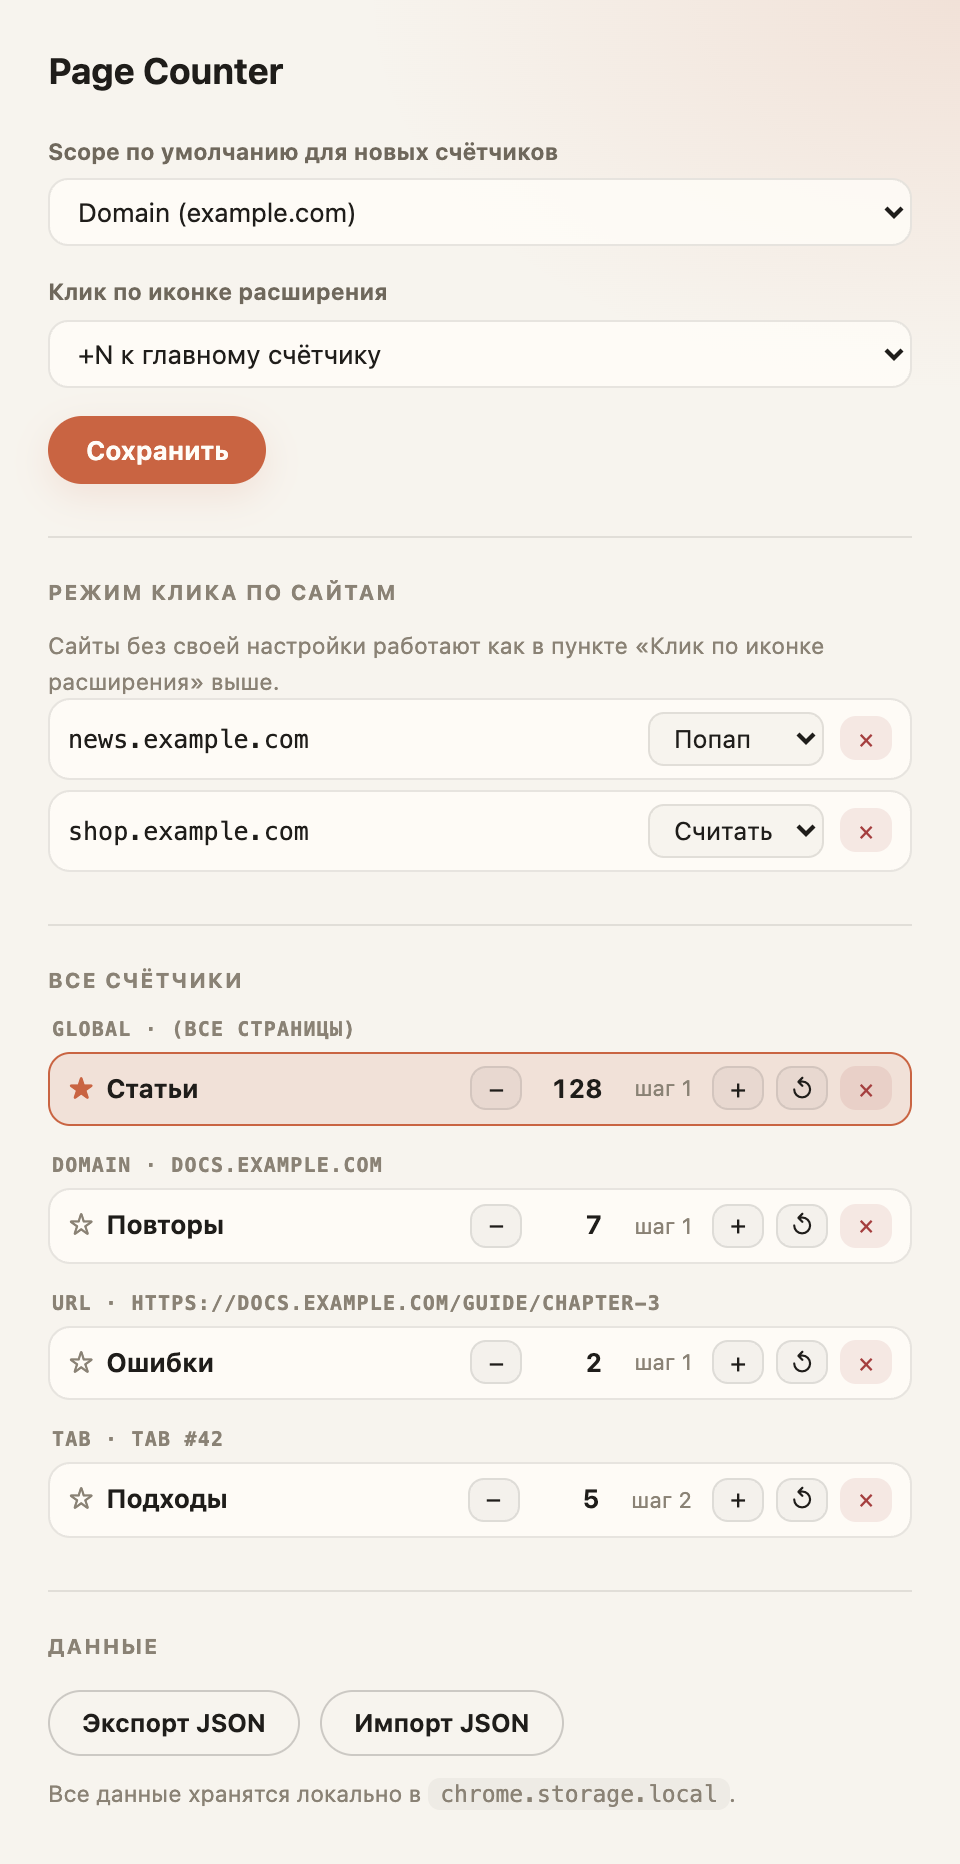 Page Counter
Scope по умолчанию для новых счётчиков
Domain (example.com)
Клик по иконке расширения
+N к главному счётчику
Сохранить
РЕЖИМ КЛИКА ПО САЙТАМ
Сайты без своей настройки работают как в пункте «Клик по иконке
расширения» выше.
news.example.com Попап ×
shop.example.com Считать ×
ВСЕ СЧЁТЧИКИ
GLOBAL · (ВСЕ СТРАНИЦЫ)
★ Статьи − 128 шаг 1 + ↺ ×
DOMAIN · DOCS.EXAMPLE.COM
☆ Повторы − 7 шаг 1 + ↺ ×
URL · HTTPS://DOCS.EXAMPLE.COM/GUIDE/CHAPTER-3
☆ Ошибки − 2 шаг 1 + ↺ ×
TAB · TAB #42
☆ Подходы − 5 шаг 2 + ↺ ×
ДАННЫЕ
Экспорт JSON Импорт JSON
Все данные хранятся локально в chrome.storage.local.